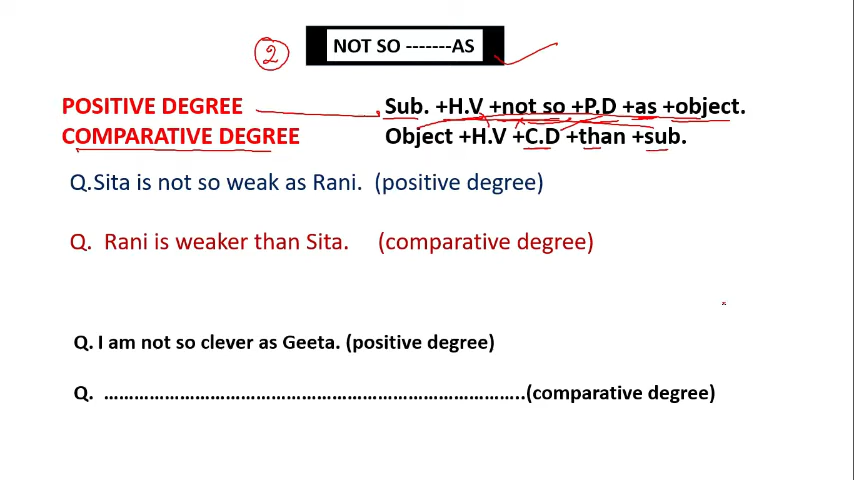 NOT SO -------AS
2
POSITIVE DEGREE Sub. +H.V +not so +P.D +as +object.
COMPARATIVE DEGREE Object +H.V +C.D +than +sub.
Q.Sita is not so weak as Rani. (positive degree)
Q. Rani is weaker than Sita. (comparative degree)
Q. I am not so clever as Geeta. (positive degree)
Q. ……………………………………………………………..(comparative degree)